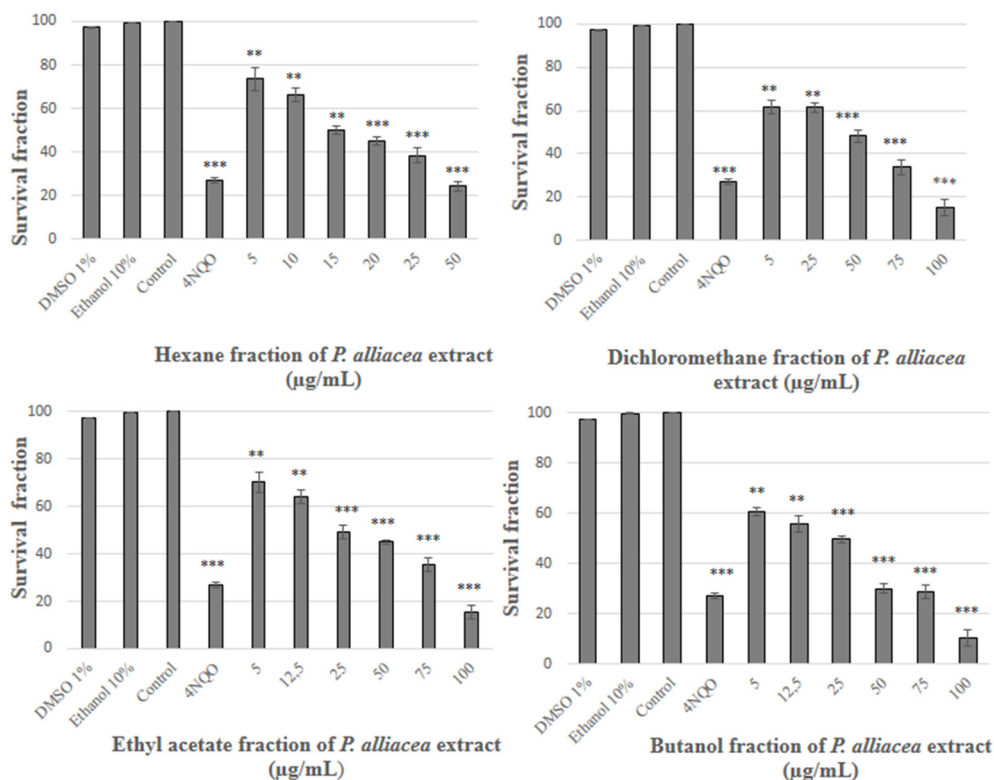 100
80
60
40
20
0
Survival fraction
**
**
**
***
***
***
***
DMSO 1%
Ethanol 10%
Control
4NQO
5
10
15
20
25
50
Hexane fraction of P. alliacea extract
(µg/mL)
100
80
60
40
20
0
Survival fraction
**
**
***
***
***
***
DMSO 1%
Ethanol 10%
Control
4NQO
5
25
50
75
100
Dichloromethane fraction of P. alliacea
extract (µg/mL)
100
80
60
40
20
0
Survival fraction
**
**
***
***
***
***
***
DMSO 1%
Ethanol 10%
Control
4NQO
5
12,5
25
50
75
100
Ethyl acetate fraction of P. alliacea extract
(µg/mL)
100
80
60
40
20
0
Survival fraction
**
**
***
***
***
***
***
DMSO 1%
Ethanol 10%
Control
4NQO
5
12,5
25
50
75
100
Butanol fraction of P. alliacea extract
(µg/mL)